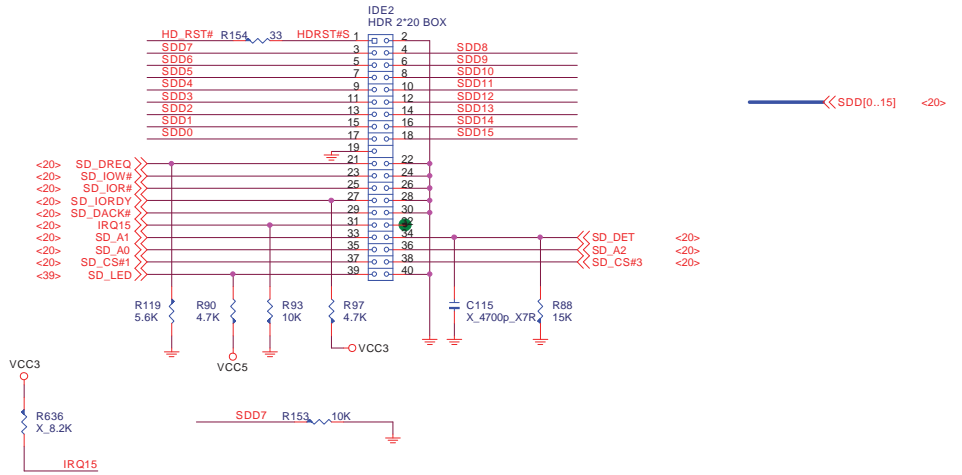 IDE2
HDR 2*20 BOX
HD_RST# R154 33 HDRST#S 1 2
SDD7 3 4 SDD8
SDD6 5 6 SDD9
SDD5 7 8 SDD10
SDD4 9 10 SDD11
SDD3 11 12 SDD12
SDD2 13 14 SDD13
SDD1 15 16 SDD14
SDD0 17 18 SDD15
19
SDD[0..15] <20>
<20> SD_DREQ 21 22
<20> SD_IOW# 23 24
<20> SD_IOR# 25 26
<20> SD_IORDY 27 28
<20> SD_DACK# 29 30
<20> IRQ15 31 32
<20> SD_A1 33 34 SD_DET <20>
<20> SD_A0 35 36 SD_A2 <20>
<20> SD_CS#1 37 38 SD_CS#3 <20>
<39> SD_LED 39 40
R119 R90 R93 R97 C115 R88
5.6K 4.7K 10K 4.7K X_4700p_X7R 15K
VCC3
VCC5
VCC3
R636
X_8.2K
IRQ15
SDD7 R153 10K